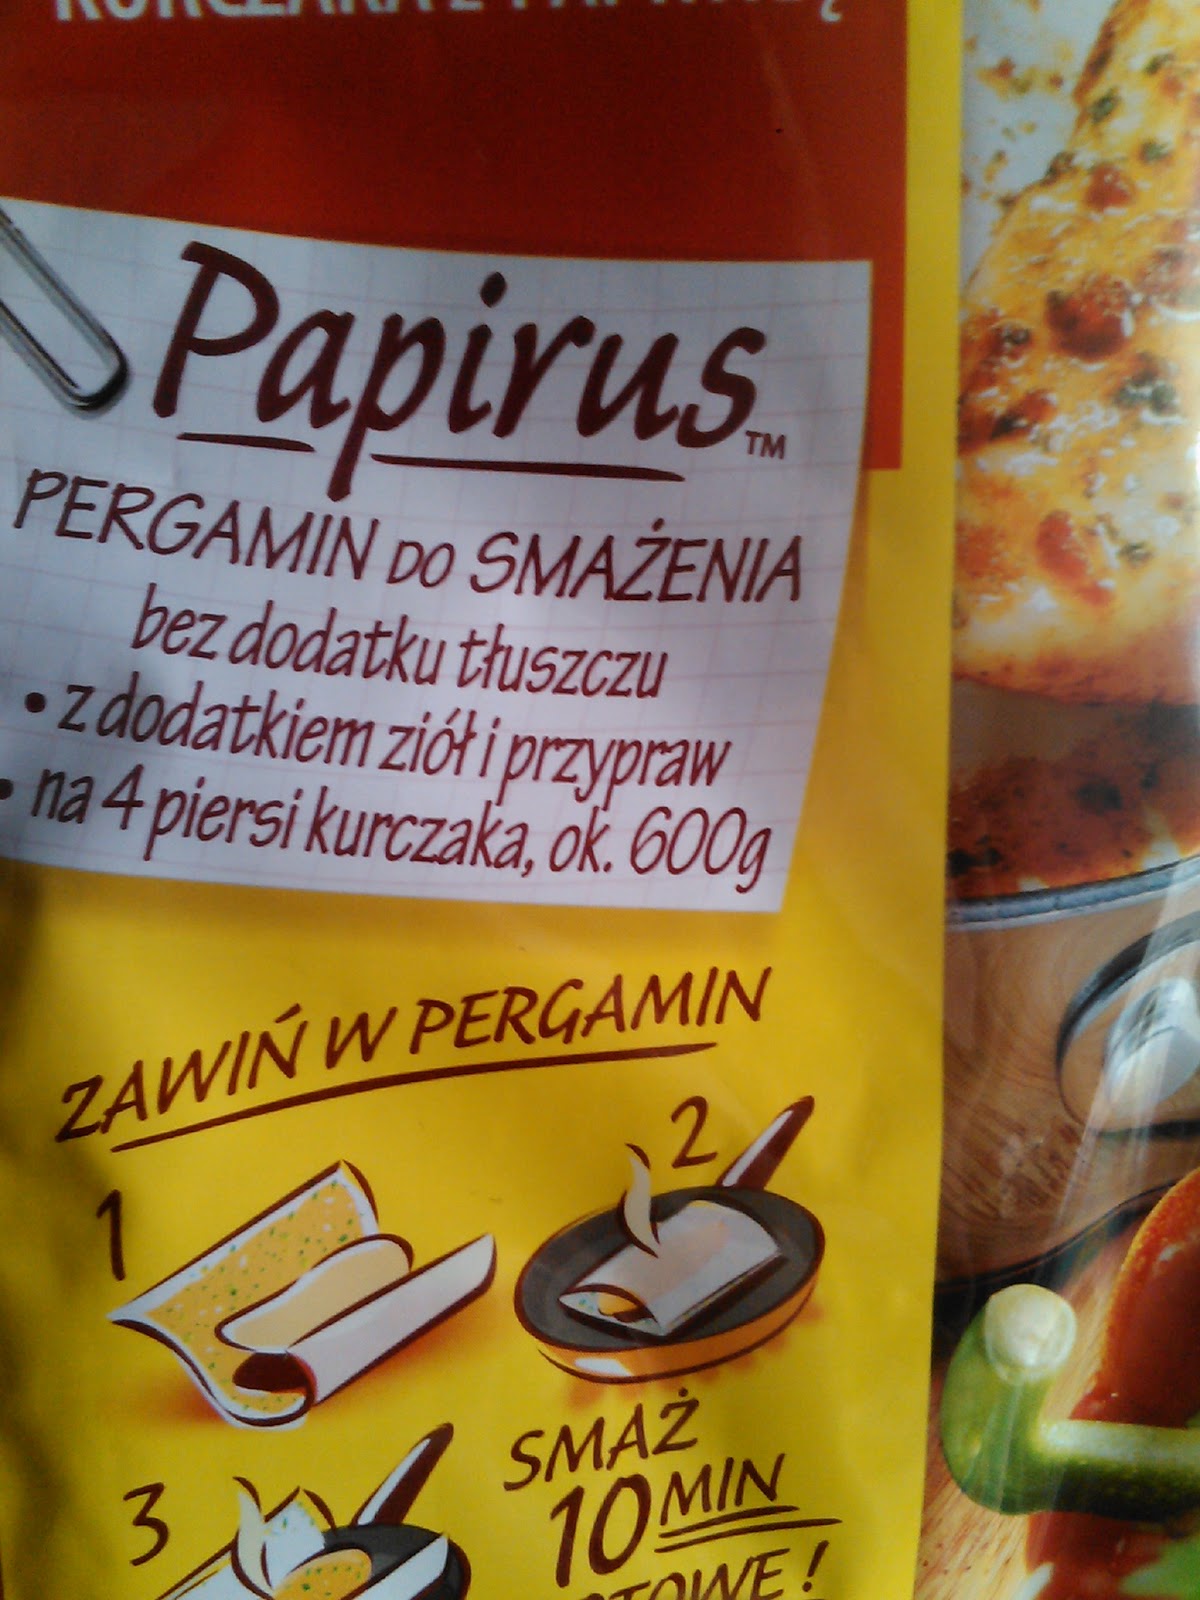 Papirus™
PERGAMIN DO SMAŻENIA
bez dodatku tłuszczu
• z dodatkiem ziół i przypraw
• na 4 piersi kurczaka, ok. 600g
ZAWIŃ W PERGAMIN
1
2
SMAŻ
10 MIN
3